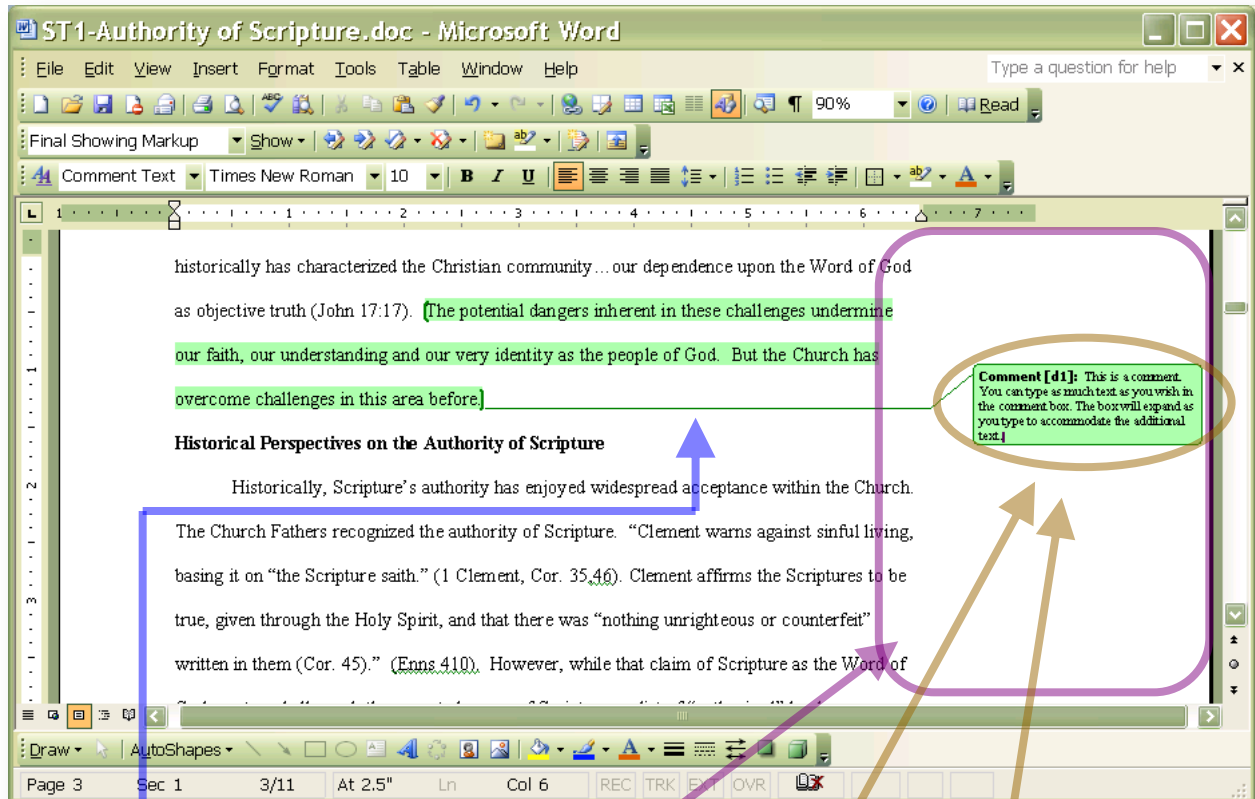 ST1-Authority of Scripture.doc - Microsoft Word
File Edit View Insert Format Tools Table Window Help Type a question for help
90% Read
Final Showing Markup Show
Comment Text Times New Roman 10 B I U
1 1 2 3 4 5 6 7
historically has characterized the Christian community…our dependence upon the Word of God
as objective truth (John 17:17). [The potential dangers inherent in these challenges undermine
our faith, our understanding and our very identity as the people of God. But the Church has
overcome challenges in this area before.]
Comment [d1]: This is a comment.
You can type as much text as you wish in
the comment box. The box will expand as
you type to accommodate the additional
text.
Historical Perspectives on the Authority of Scripture
Historically, Scripture's authority has enjoyed widespread acceptance within the Church.
The Church Fathers recognized the authority of Scripture. "Clement warns against sinful living,
basing it on "the Scripture saith." (1 Clement, Cor. 35,46). Clement affirms the Scriptures to be
true, given through the Holy Spirit, and that there was "nothing unrighteous or counterfeit"
written in them (Cor. 45)." (Enns 410). However, while that claim of Scripture as the Word of
Draw AutoShapes
Page 3 Sec 1 3/11 At 2.5" Ln Col 6 REC TRK EXT OVR